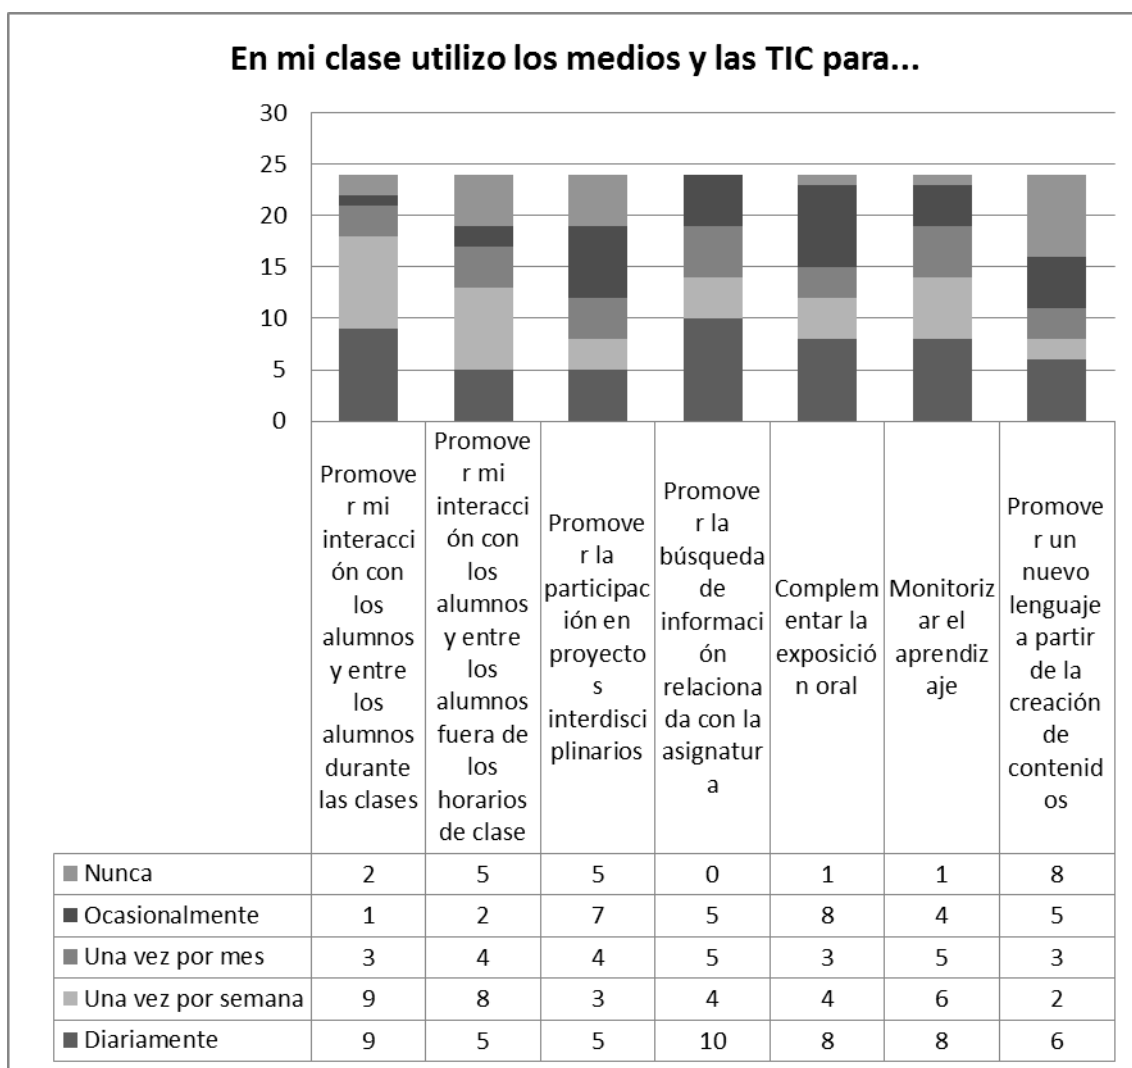 En mi clase utilizo los medios y las TIC para...
30
25
20
15
10
5
0
Promove
r mi
interacci
ón con
los
alumnos
y entre
los
alumnos
durante
las clases
Promove
r mi
interacci
ón con
los
alumnos
y entre
los
alumnos
fuera de
los
horarios
de clase
Promove
r la
participac
ión en
proyecto
s
interdisci
plinarios
Promove
r la
búsqueda
de
informaci
ón
relaciona
da con la
asignatur
a
Complem
entar la
exposició
n oral
Monitoriz
ar el
aprendiz
aje
Promove
r un
nuevo
lenguaje
a partir
de la
creación
de
contenid
os
Nunca 2 5 5 0 1 1 8
Ocasionalmente 1 2 7 5 8 4 5
Una vez por mes 3 4 4 5 3 5 3
Una vez por semana 9 8 3 4 4 6 2
Diariamente 9 5 5 10 8 8 6